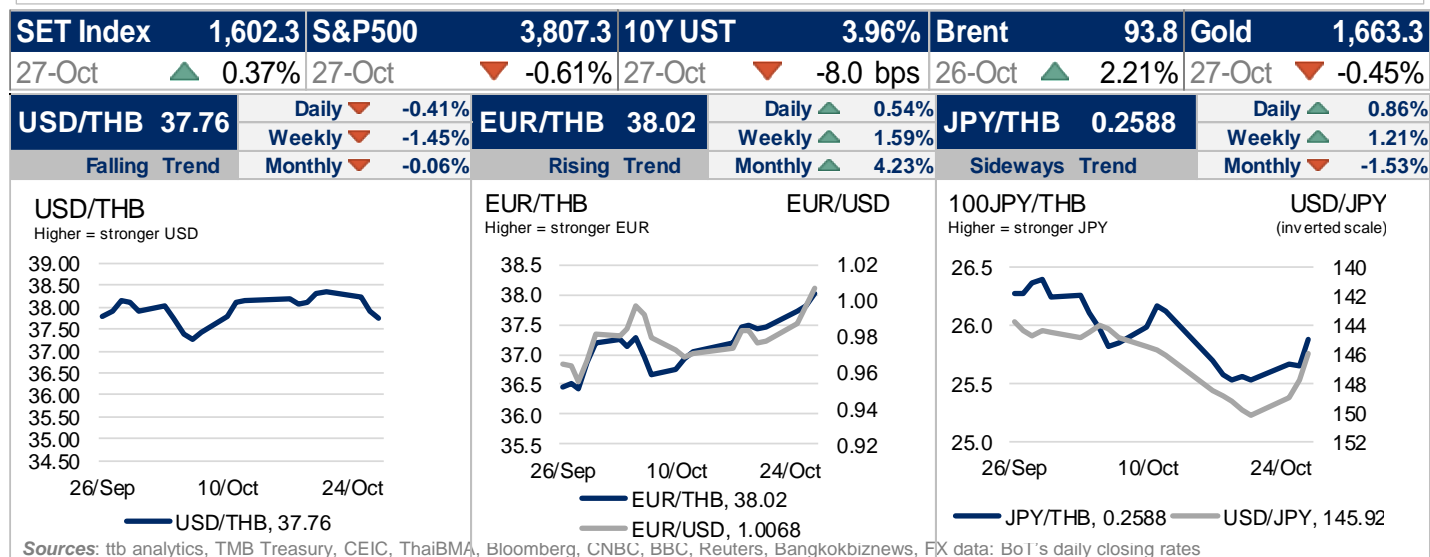 SET Index 1,602.3 S&P500 3,807.3 10Y UST 3.96% Brent 93.8 Gold 1,663.3
27-Oct 0.37% 27-Oct -0.61% 27-Oct -8.0 bps 26-Oct 2.21% 27-Oct -0.45%
USD/THB 37.76
Daily -0.41%
Weekly -1.45%
Falling Trend Monthly -0.06%
EUR/THB 38.02
Daily 0.54%
Weekly 1.59%
Rising Trend Monthly 4.23%
JPY/THB 0.2588
Daily 0.86%
Weekly 1.21%
Sideways Trend Monthly -1.53%
USD/THB
Higher = stronger USD
39.00
38.50
38.00
37.50
37.00
36.50
36.00
35.50
35.00
34.50
26/Sep 10/Oct 24/Oct
USD/THB, 37.76
EUR/THB EUR/USD
Higher = stronger EUR
38.5 1.02
38.0 1.00
37.5 0.98
37.0 0.96
36.5 0.94
36.0 0.92
35.5
26/Sep 10/Oct 24/Oct
EUR/THB, 38.02
EUR/USD, 1.0068
100JPY/THB USD/JPY
Higher = stronger JPY (inverted scale)
26.5 140
142
26.0 144
146
25.5 148
150
25.0 152
26/Sep 10/Oct 24/Oct
JPY/THB, 0.2588 USD/JPY, 145.92
Sources: ttb analytics, TMB Treasury, CEIC, ThaiBMA, Bloomberg, CNBC, BBC, Reuters, Bangkokbiznews, FX data: BoT's daily closing rates